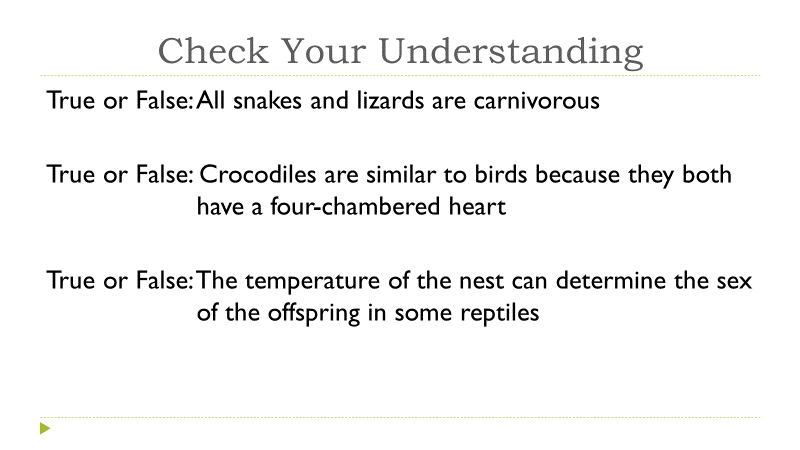 Check Your Understanding
True or False: All snakes and lizards are carnivorous
True or False: Crocodiles are similar to birds because they both
have a four-chambered heart
True or False: The temperature of the nest can determine the sex
of the offspring in some reptiles